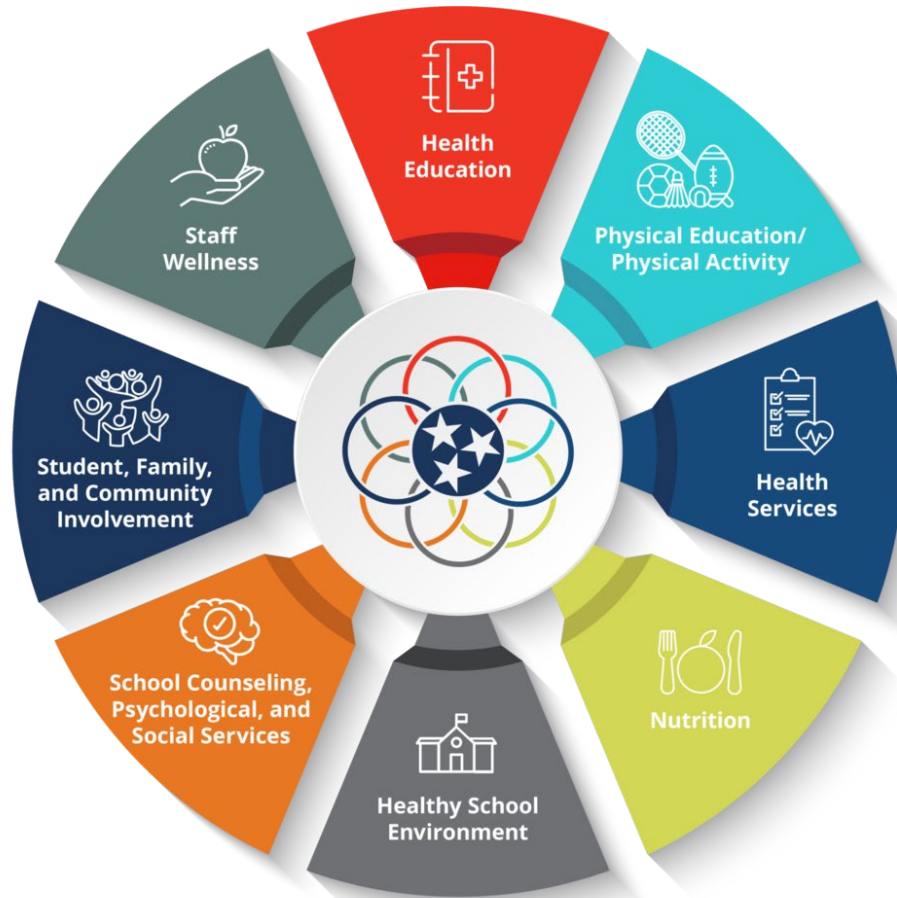 Health
Education
Physical Education/
Physical Activity
Health
Services
Nutrition
Healthy School
Environment
School Counseling,
Psychological, and
Social Services
Student, Family,
and Community
Involvement
Staff
Wellness